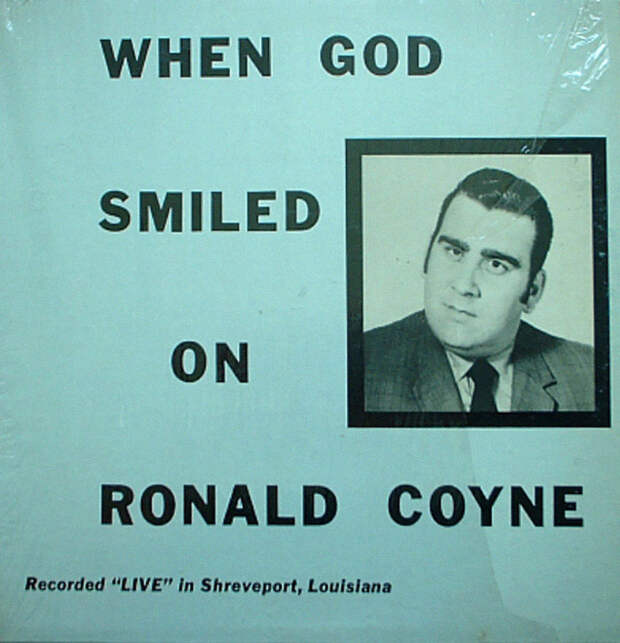 WHEN GOD
SMILED
ON
RONALD COYNE
Recorded "LIVE" in Shreveport, Louisiana